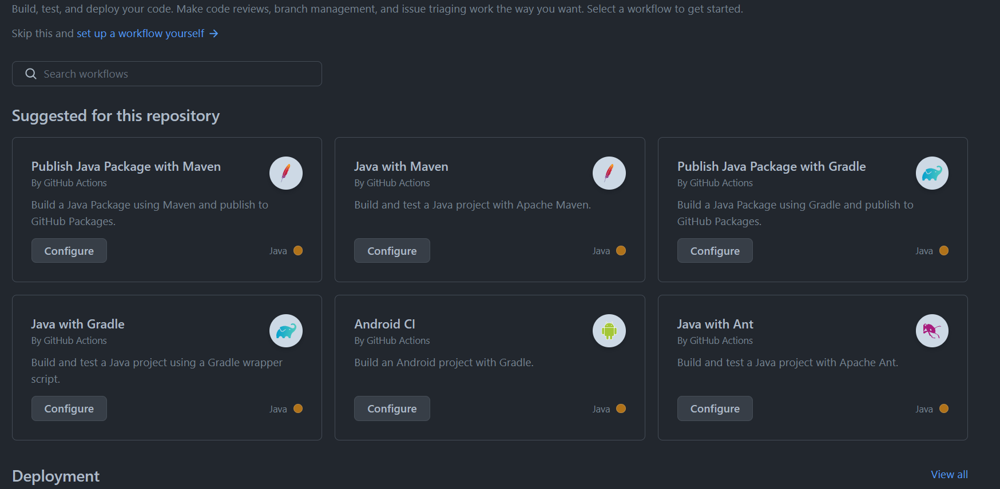 Build, test, and deploy your code. Make code reviews, branch management, and issue triaging work the way you want. Select a workflow to get started.
Skip this and set up a workflow yourself →
Search workflows
Suggested for this repository
Publish Java Package with Maven
By GitHub Actions
Build a Java Package using Maven and publish to
GitHub Packages.
Configure
Java
Java with Maven
By GitHub Actions
Build and test a Java project with Apache Maven.
Configure
Java
Publish Java Package with Gradle
By GitHub Actions
Build a Java Package using Gradle and publish to
GitHub Packages.
Configure
Java
Java with Gradle
By GitHub Actions
Build and test a Java project using a Gradle wrapper
script.
Configure
Java
Android CI
By GitHub Actions
Build an Android project with Gradle.
Configure
Java
Java with Ant
By GitHub Actions
Build and test a Java project with Apache Ant.
Configure
Java
Deployment
View all